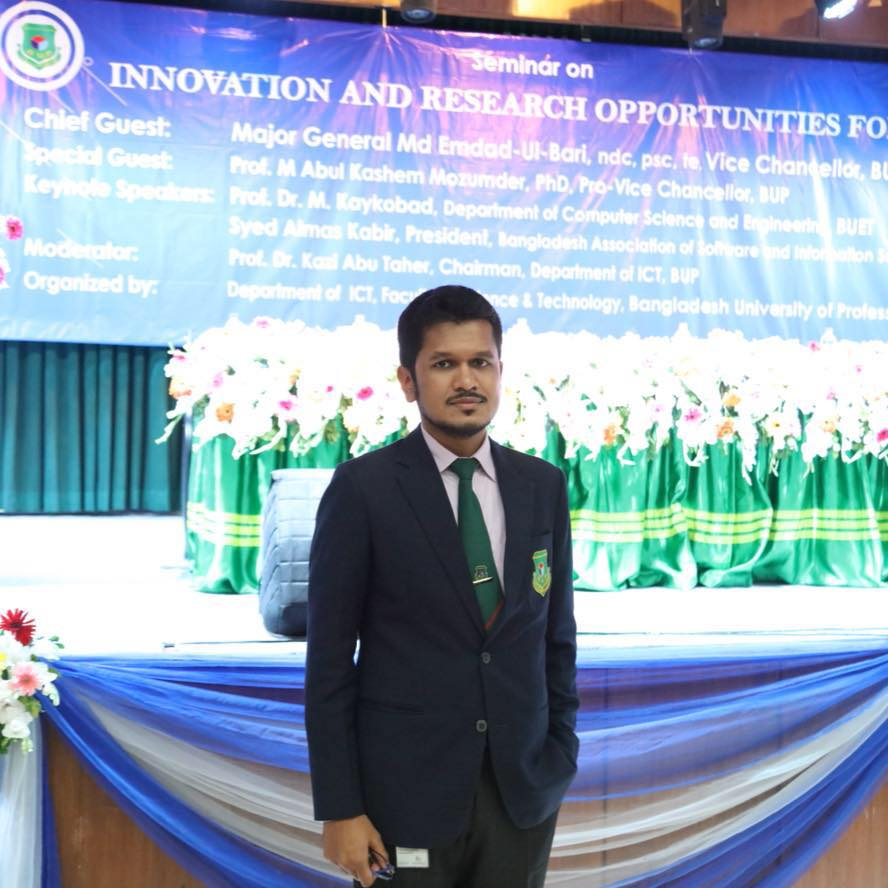 Seminar on
INNOVATION AND RESEARCH OPPORTUNITIES FO
Chief Guest: Major General Md Emdad-Ul-Bari, ndc, psc, te, Vice Chancellor, BU
Special Guest: Prof. M Abul Kashem Mozumder, PhD, Pro-Vice Chancellor, BUP
Keynote Speakers: Prof. Dr. M. Kaykobad, Department of Computer Science and Engineering, BUET
Syed Almas Kabir, President, Bangladesh Association of Software and Information Se
Moderator: Prof. Dr. Kazi Abu Taher, Chairman, Department of ICT, BUP
Organized by: Department of ICT, Facul ence & Technology, Bangladesh University of Profess